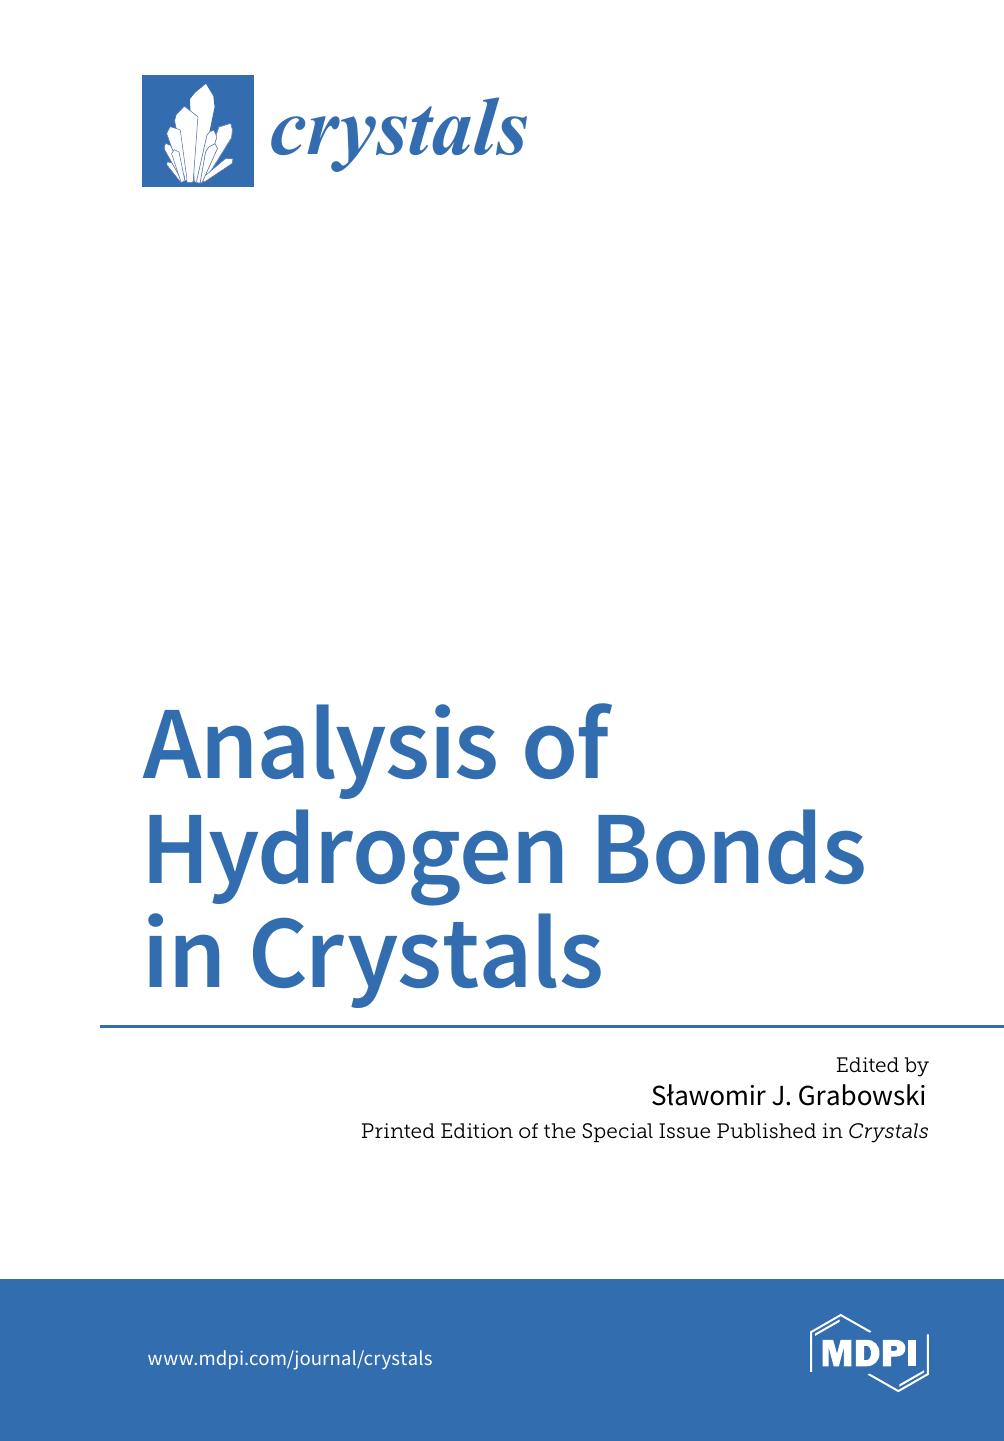 crystals
Analysis of
Hydrogen Bonds
in Crystals
Edited by
Sławomir J. Grabowski
Printed Edition of the Special Issue Published in Crystals
www.mdpi.com/journal/crystals
MDPI